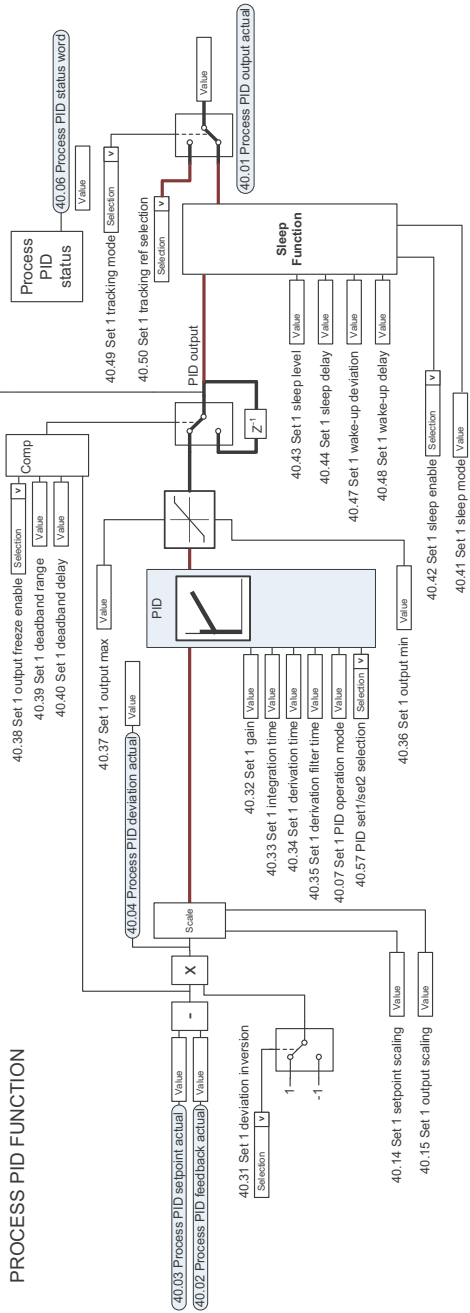 PROCESS PID FUNCTION
40.03 Process PID setpoint actual Value
40.02 Process PID feedback actual Value
-
X
40.31 Set 1 deviation inversion
Selection v
1
-1
Scale
40.14 Set 1 setpoint scaling Value
40.15 Set 1 output scaling Value
40.04 Process PID deviation actual Value
PID
40.32 Set 1 gain Value
40.33 Set 1 integration time Value
40.34 Set 1 derivation time Value
40.35 Set 1 derivation filter time Value
40.07 Set 1 PID operation mode Value
40.57 PID set1/set2 selection Selection v
40.38 Set 1 output freeze enable Selection v
40.39 Set 1 deadband range Value
40.40 Set 1 deadband delay Value
Comp
40.37 Set 1 output max Value
40.36 Set 1 output min Value
Z-1
PID output
40.43 Set 1 sleep level Value
40.44 Set 1 sleep delay Value
40.47 Set 1 wake-up deviation Value
40.48 Set 1 wake-up delay Value
Sleep
Function
40.42 Set 1 sleep enable Selection v
40.41 Set 1 sleep mode Value
Process
PID
status
40.06 Process PID status word
Value
40.49 Set 1 tracking mode Selection v
40.50 Set 1 tracking ref selection
Selection v
Value
40.01 Process PID output actual